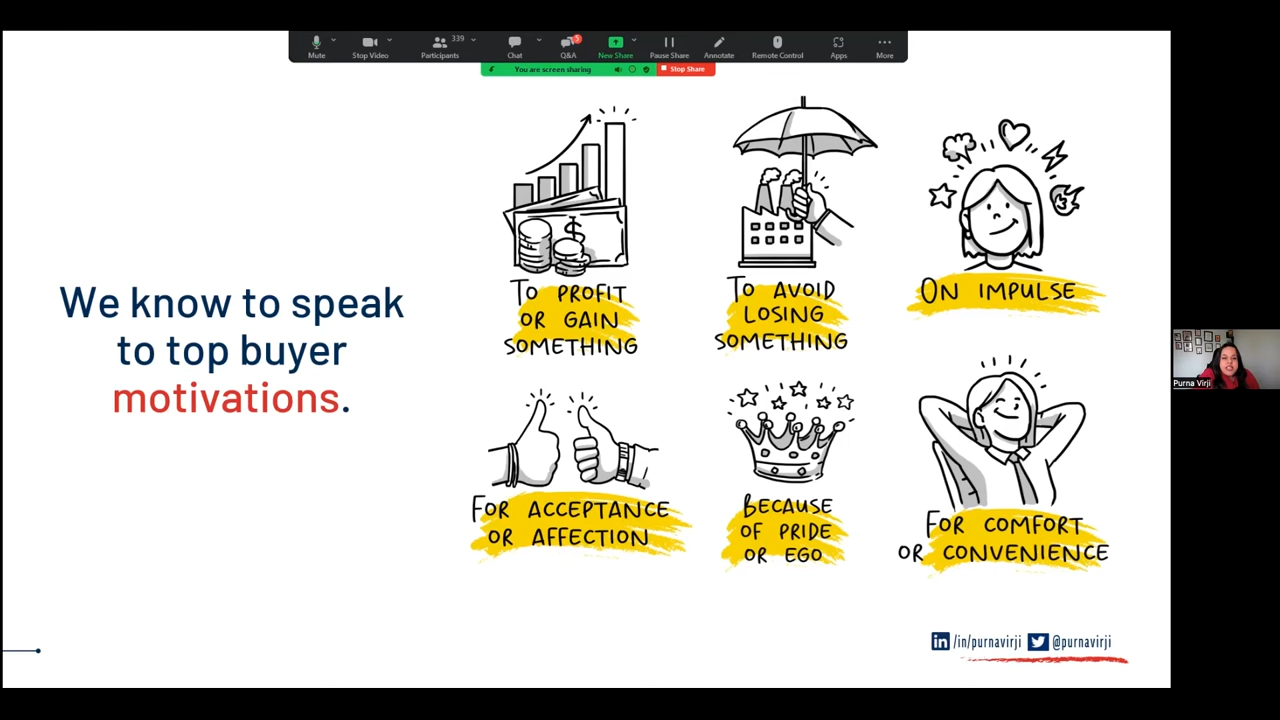 339
Mute
Stop Video
Participants
Chat
5
Q&A
New Share
Pause Share
Annotate
Remote Control
Apps
More
You are screen sharing
Stop Share
We know to speak
to top buyer
motivations.
TO PROFIT
OR GAIN
SOMETHING
TO AVOID
LOSING
SOMETHING
ON IMPULSE
FOR ACCEPTANCE
OR AFFECTION
BECAUSE
OF PRIDE
OR EGO
FOR COMFORT
OR CONVENIENCE
$
in /in/purnavirji @purnavirji
Purna Virji